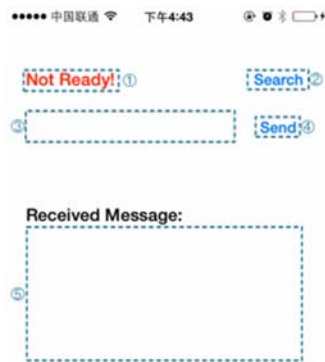 中国联通 下午4:43
Not Ready! ① Search ②
③ Send ④
Received Message:
⑤